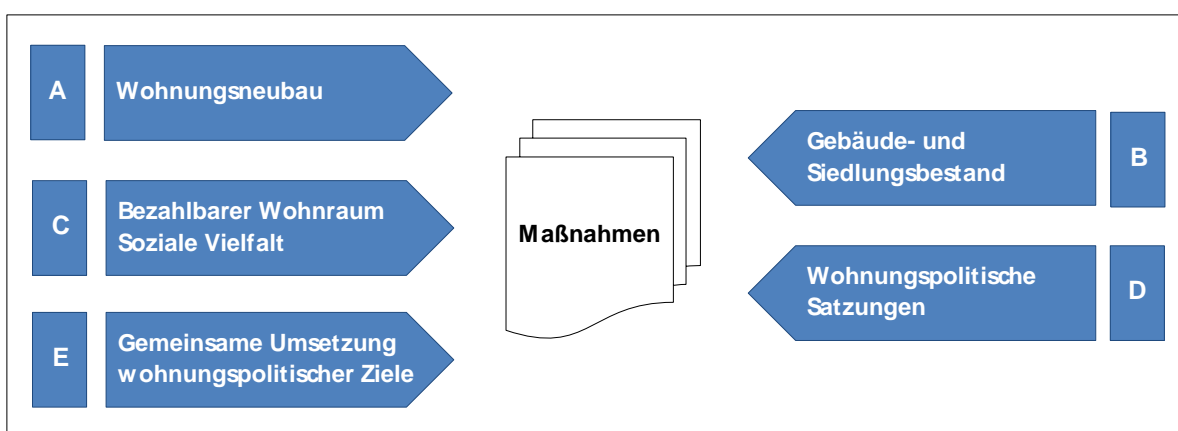 A
Wohnungsneubau
Gebäude- und
Siedlungsbestand
B
C
Bezahlbarer Wohnraum
Soziale Vielfalt
Maßnahmen
Wohnungspolitische
Satzungen
D
E
Gemeinsame Umsetzung
wohnungspolitischer Ziele